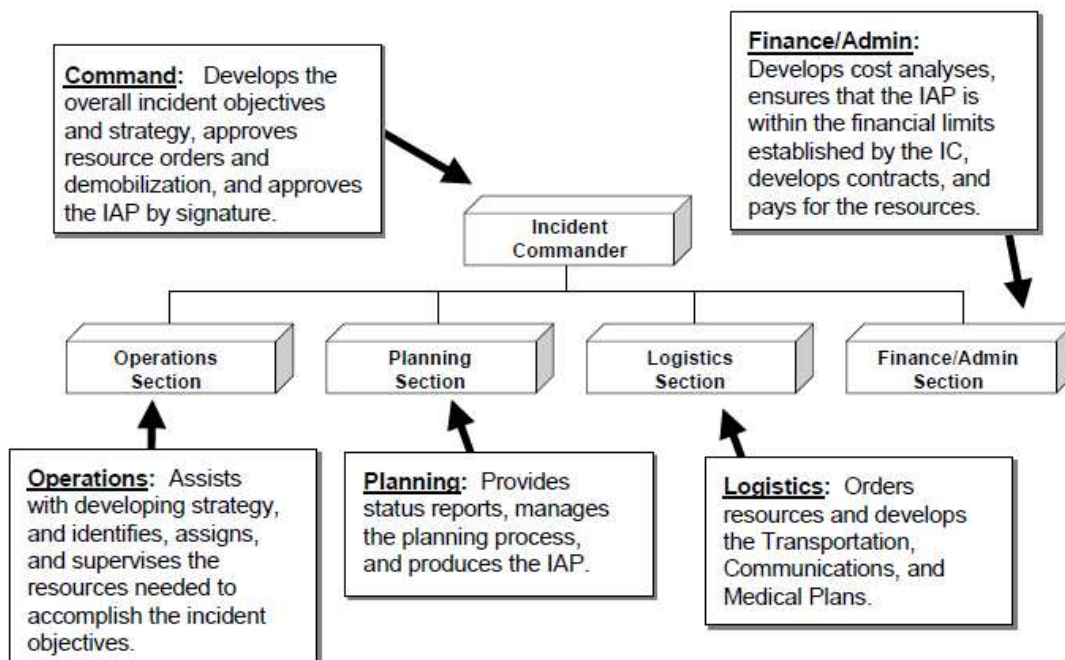 Command: Develops the
overall incident objectives
and strategy, approves
resource orders and
demobilization, and approves
the IAP by signature.
Finance/Admin:
Develops cost analyses,
ensures that the IAP is
within the financial limits
established by the IC,
develops contracts, and
pays for the resources.
Incident
Commander
Operations
Section
Planning
Section
Logistics
Section
Finance/Admin
Section
Operations: Assists
with developing strategy,
and identifies, assigns,
and supervises the
resources needed to
accomplish the incident
objectives.
Planning: Provides
status reports, manages
the planning process,
and produces the IAP.
Logistics: Orders
resources and develops
the Transportation,
Communications, and
Medical Plans.